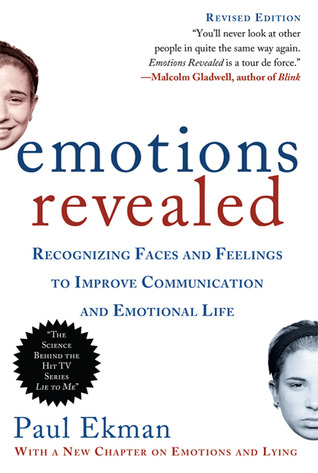 REVISED EDITION
“You’ll never look at other
people in quite the same way again.
Emotions Revealed is a tour de force.”
—Malcolm Gladwell, author of Blink
emotions
revealed
RECOGNIZING FACES AND FEELINGS
TO IMPROVE COMMUNICATION
AND EMOTIONAL LIFE
“THE
SCIENCE
BEHIND THE
HIT TV
SERIES
LIE TO ME”
Paul Ekman
WITH A NEW CHAPTER ON EMOTIONS AND LYING